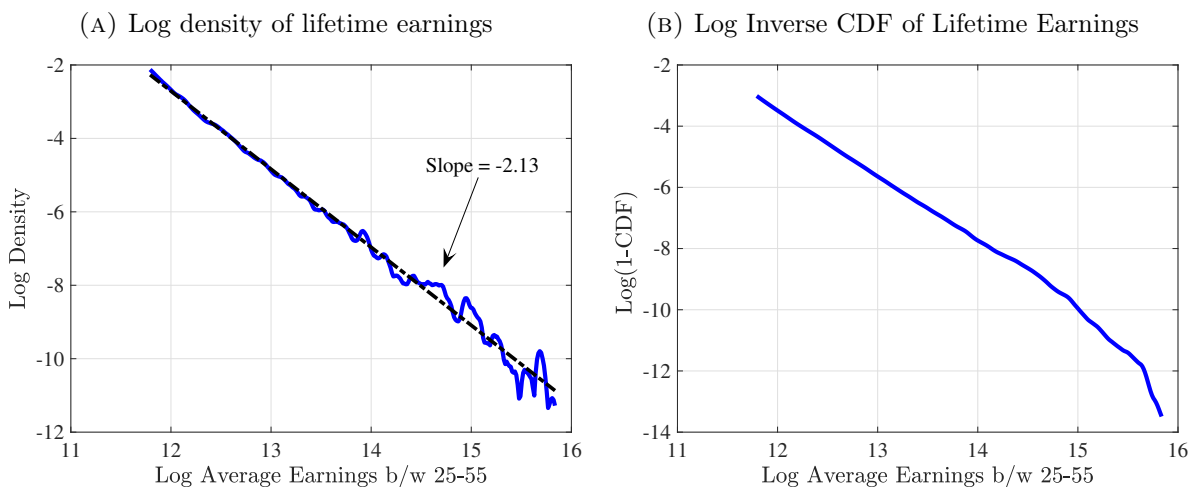 (A) Log density of lifetime earnings
-2
-4
-6
-8
-10
-12
Log Density
Slope = -2.13
11 12 13 14 15 16
Log Average Earnings b/w 25-55
(B) Log Inverse CDF of Lifetime Earnings
-2
-4
-6
-8
-10
-12
-14
Log(1-CDF)
11 12 13 14 15 16
Log Average Earnings b/w 25-55